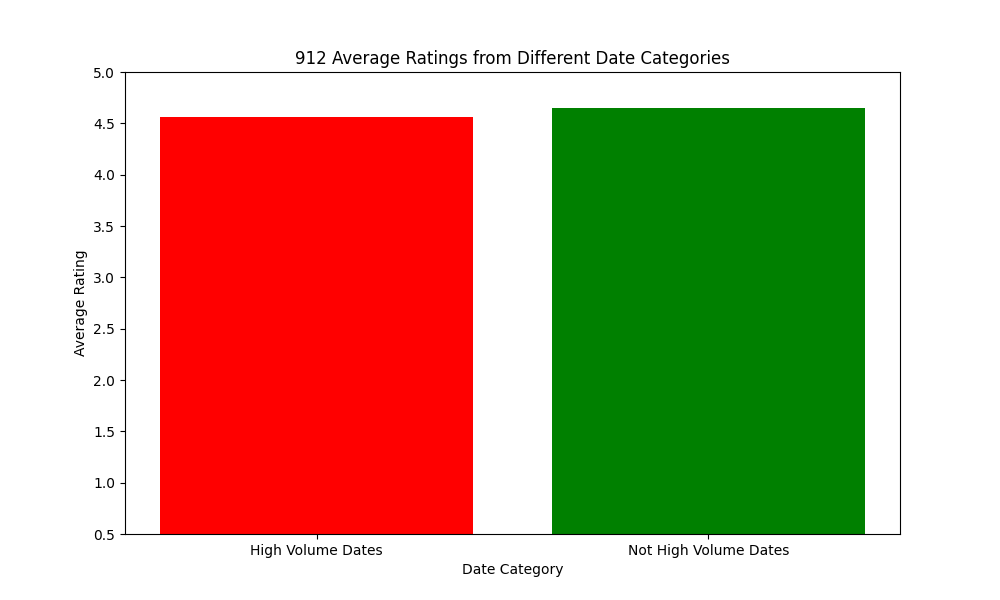 912 Average Ratings from Different Date Categories
5.0
4.5
4.0
3.5
3.0
2.5
2.0
1.5
1.0
0.5
Average Rating
High Volume Dates
Not High Volume Dates
Date Category